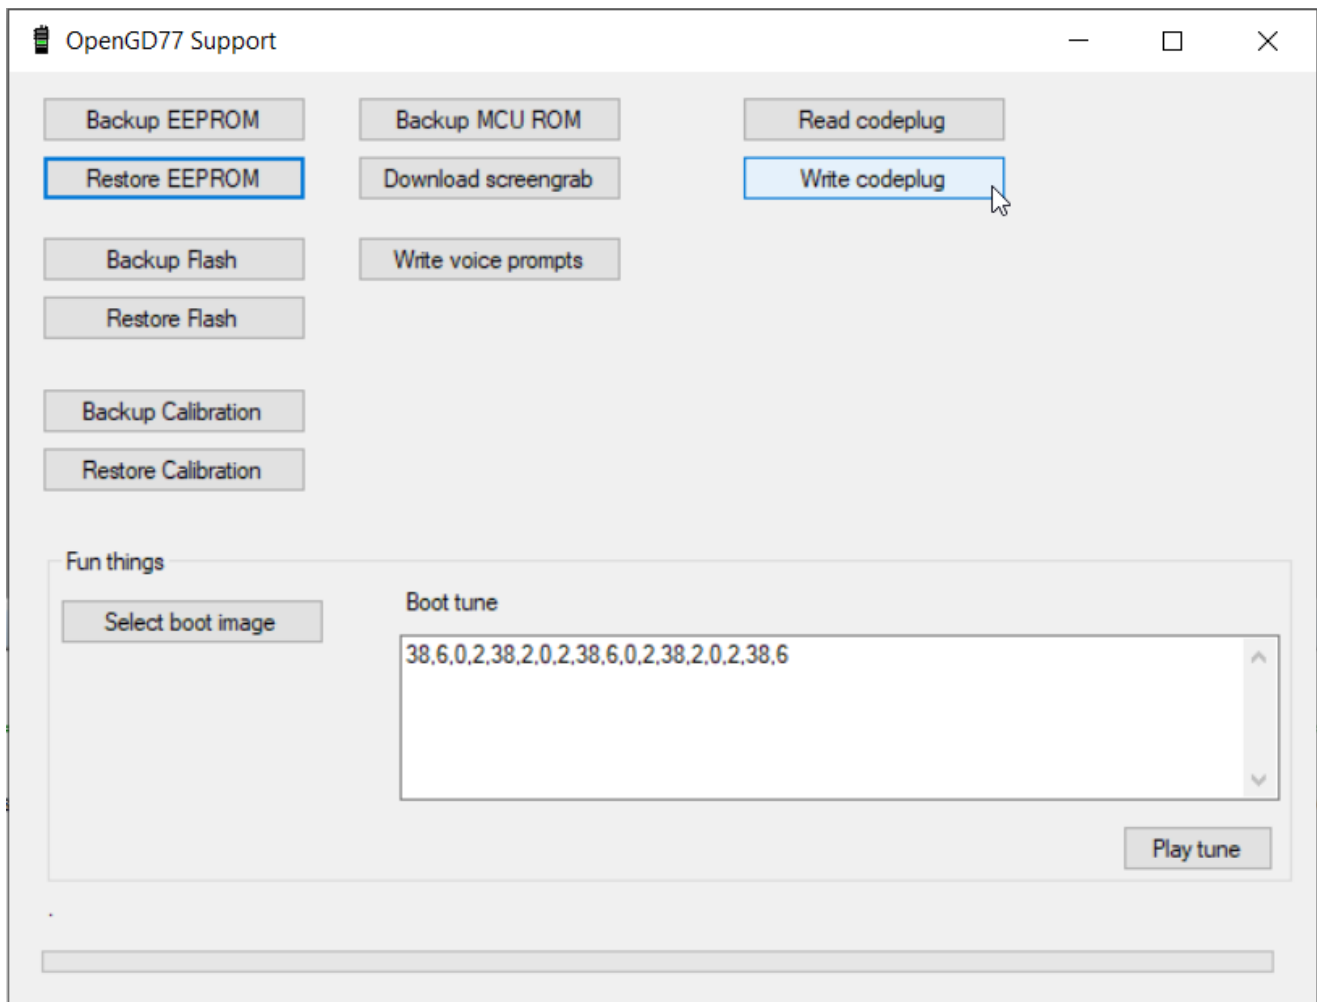 OpenGD77 Support
Backup EEPROM
Backup MCU ROM
Read codeplug
Restore EEPROM
Download screengrab
Write codeplug
Backup Flash
Write voice prompts
Restore Flash
Backup Calibration
Restore Calibration
Fun things
Select boot image
Boot tune
38,6,0,2,38,2,0,2,38,6,0,2,38,2,0,2,38,6
Play tune
.